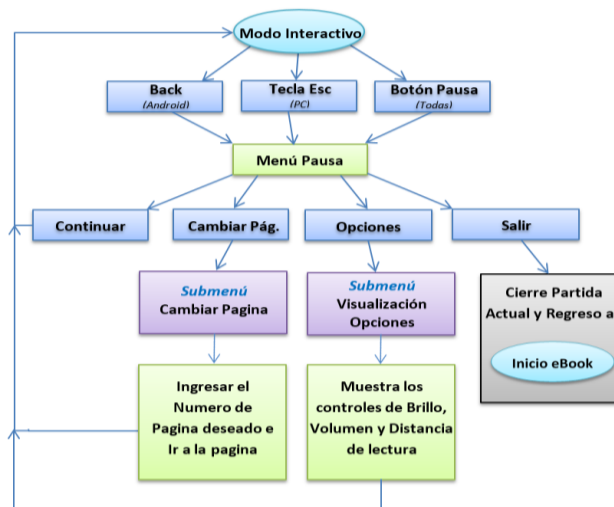 Modo Interactivo
Back
(Android)
Tecla Esc
(PC)
Botón Pausa
(Todas)
Menú Pausa
Continuar
Cambiar Pág.
Opciones
Salir
Submenú
Cambiar Pagina
Submenú
Visualización
Opciones
Cierre Partida
Actual y Regreso a
Inicio eBook
Ingresar el
Numero de
Pagina deseado e
Ir a la pagina
Muestra los
controles de Brillo,
Volumen y Distancia
de lectura